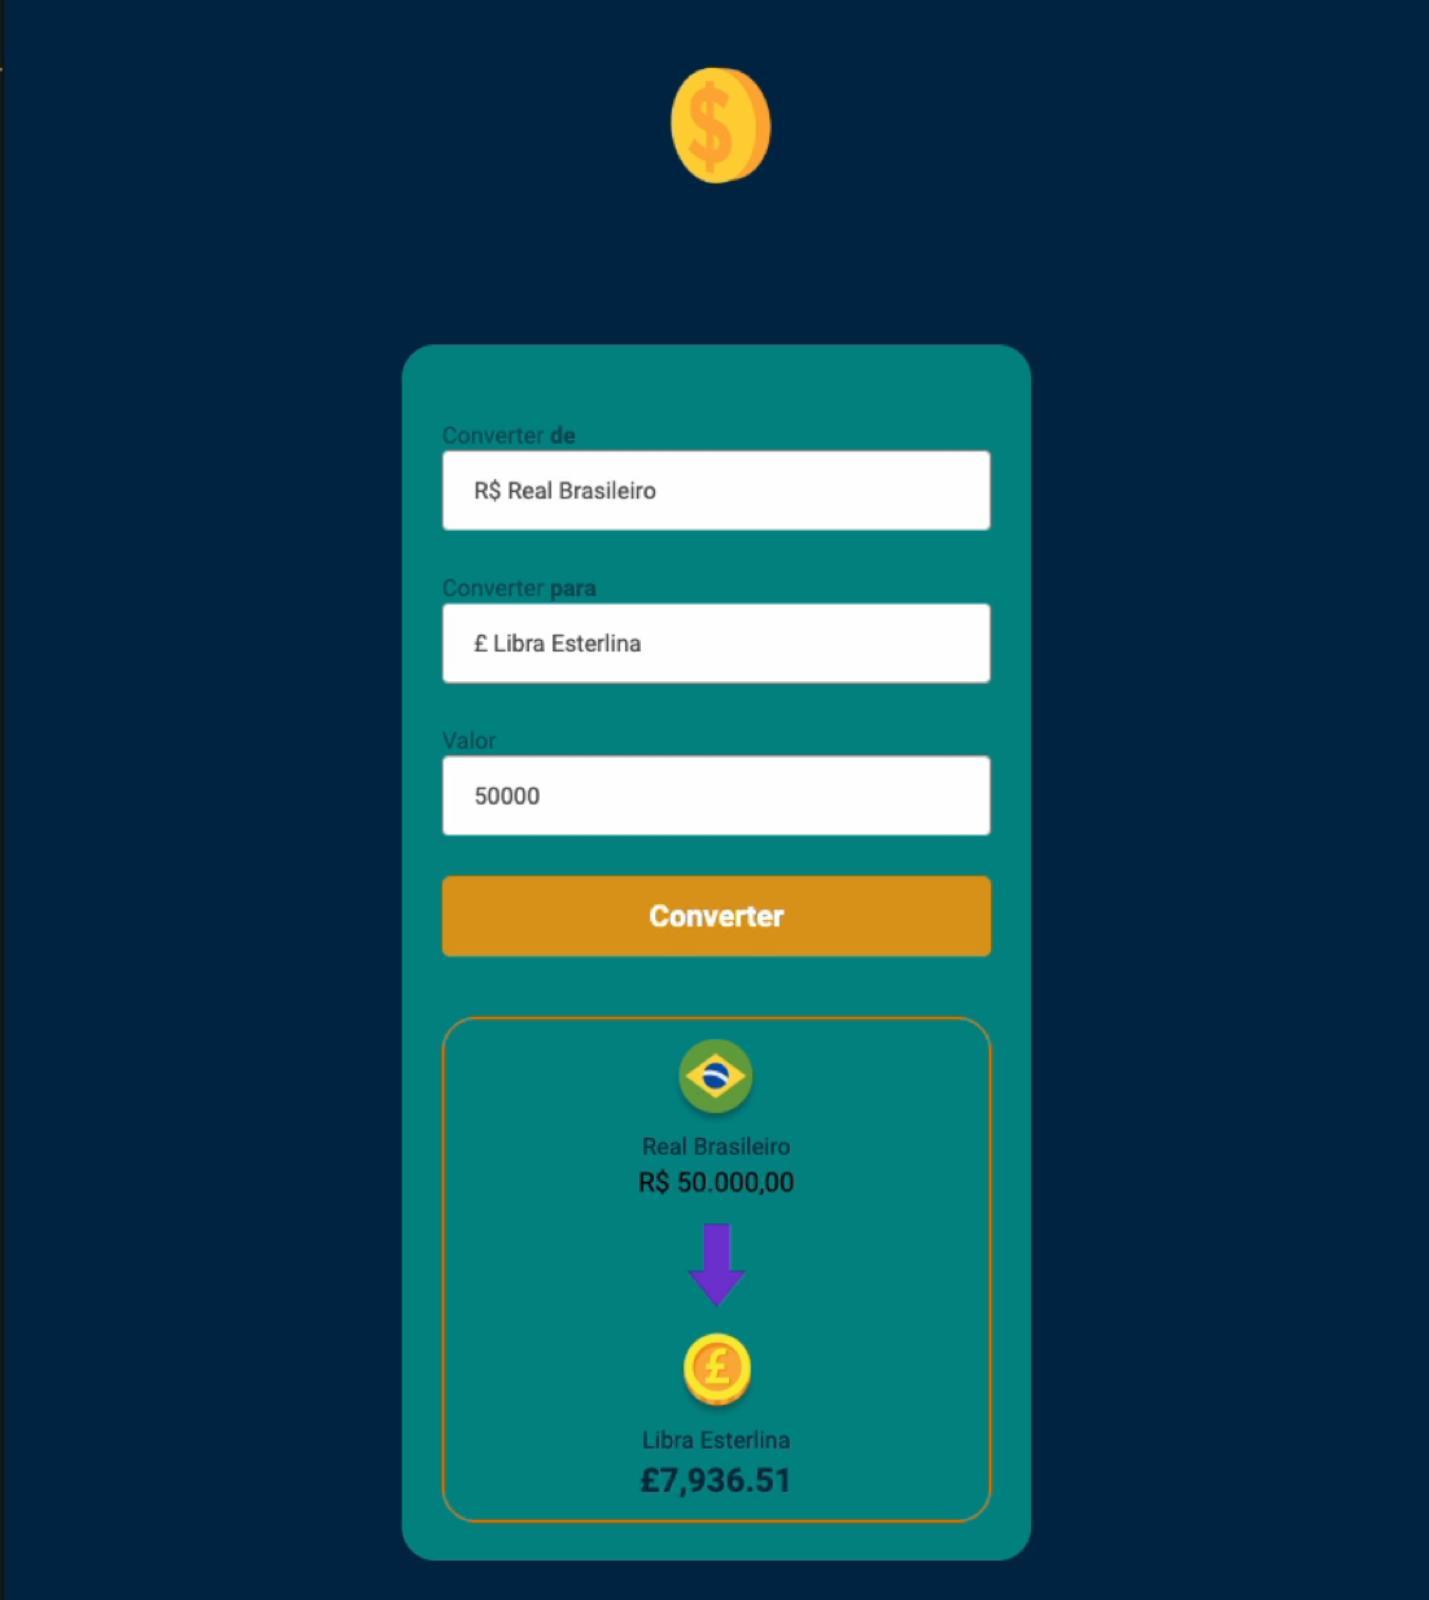 $
Converter de
R$ Real Brasileiro
Converter para
£ Libra Esterlina
Valor
50000
Converter
Real Brasileiro
R$ 50.000,00
£
Libra Esterlina
£7,936.51